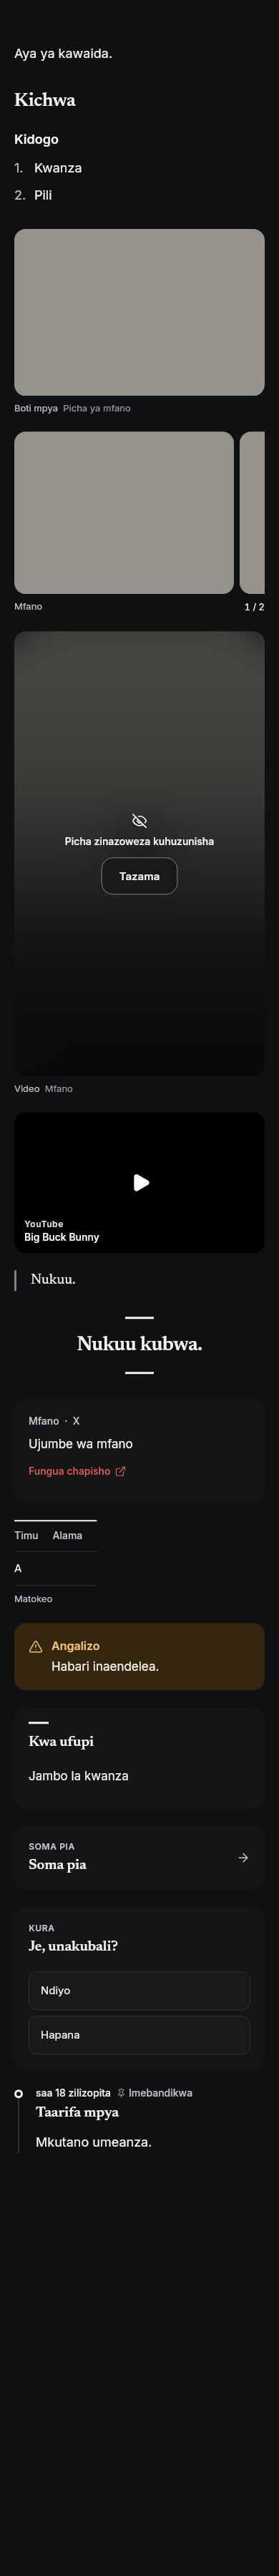 Aya ya kawaida.
Kichwa
Kidogo
1. Kwanza
2. Pili
Boti mpya Picha ya mfano
Mfano 1 / 2
Picha zinazoweza kuhuzunisha
Tazama
Video Mfano
YouTube
Big Buck Bunny
Nukuu.
Nukuu kubwa.
Mfano · X
Ujumbe wa mfano
Fungua chapisho
Timu Alama
A
Matokeo
Angalizo
Habari inaendelea.
Kwa ufupi
Jambo la kwanza
SOMA PIA
Soma pia
KURA
Je, unakubali?
Ndiyo
Hapana
saa 18 zilizopita Imebandikwa
Taarifa mpya
Mkutano umeanza.